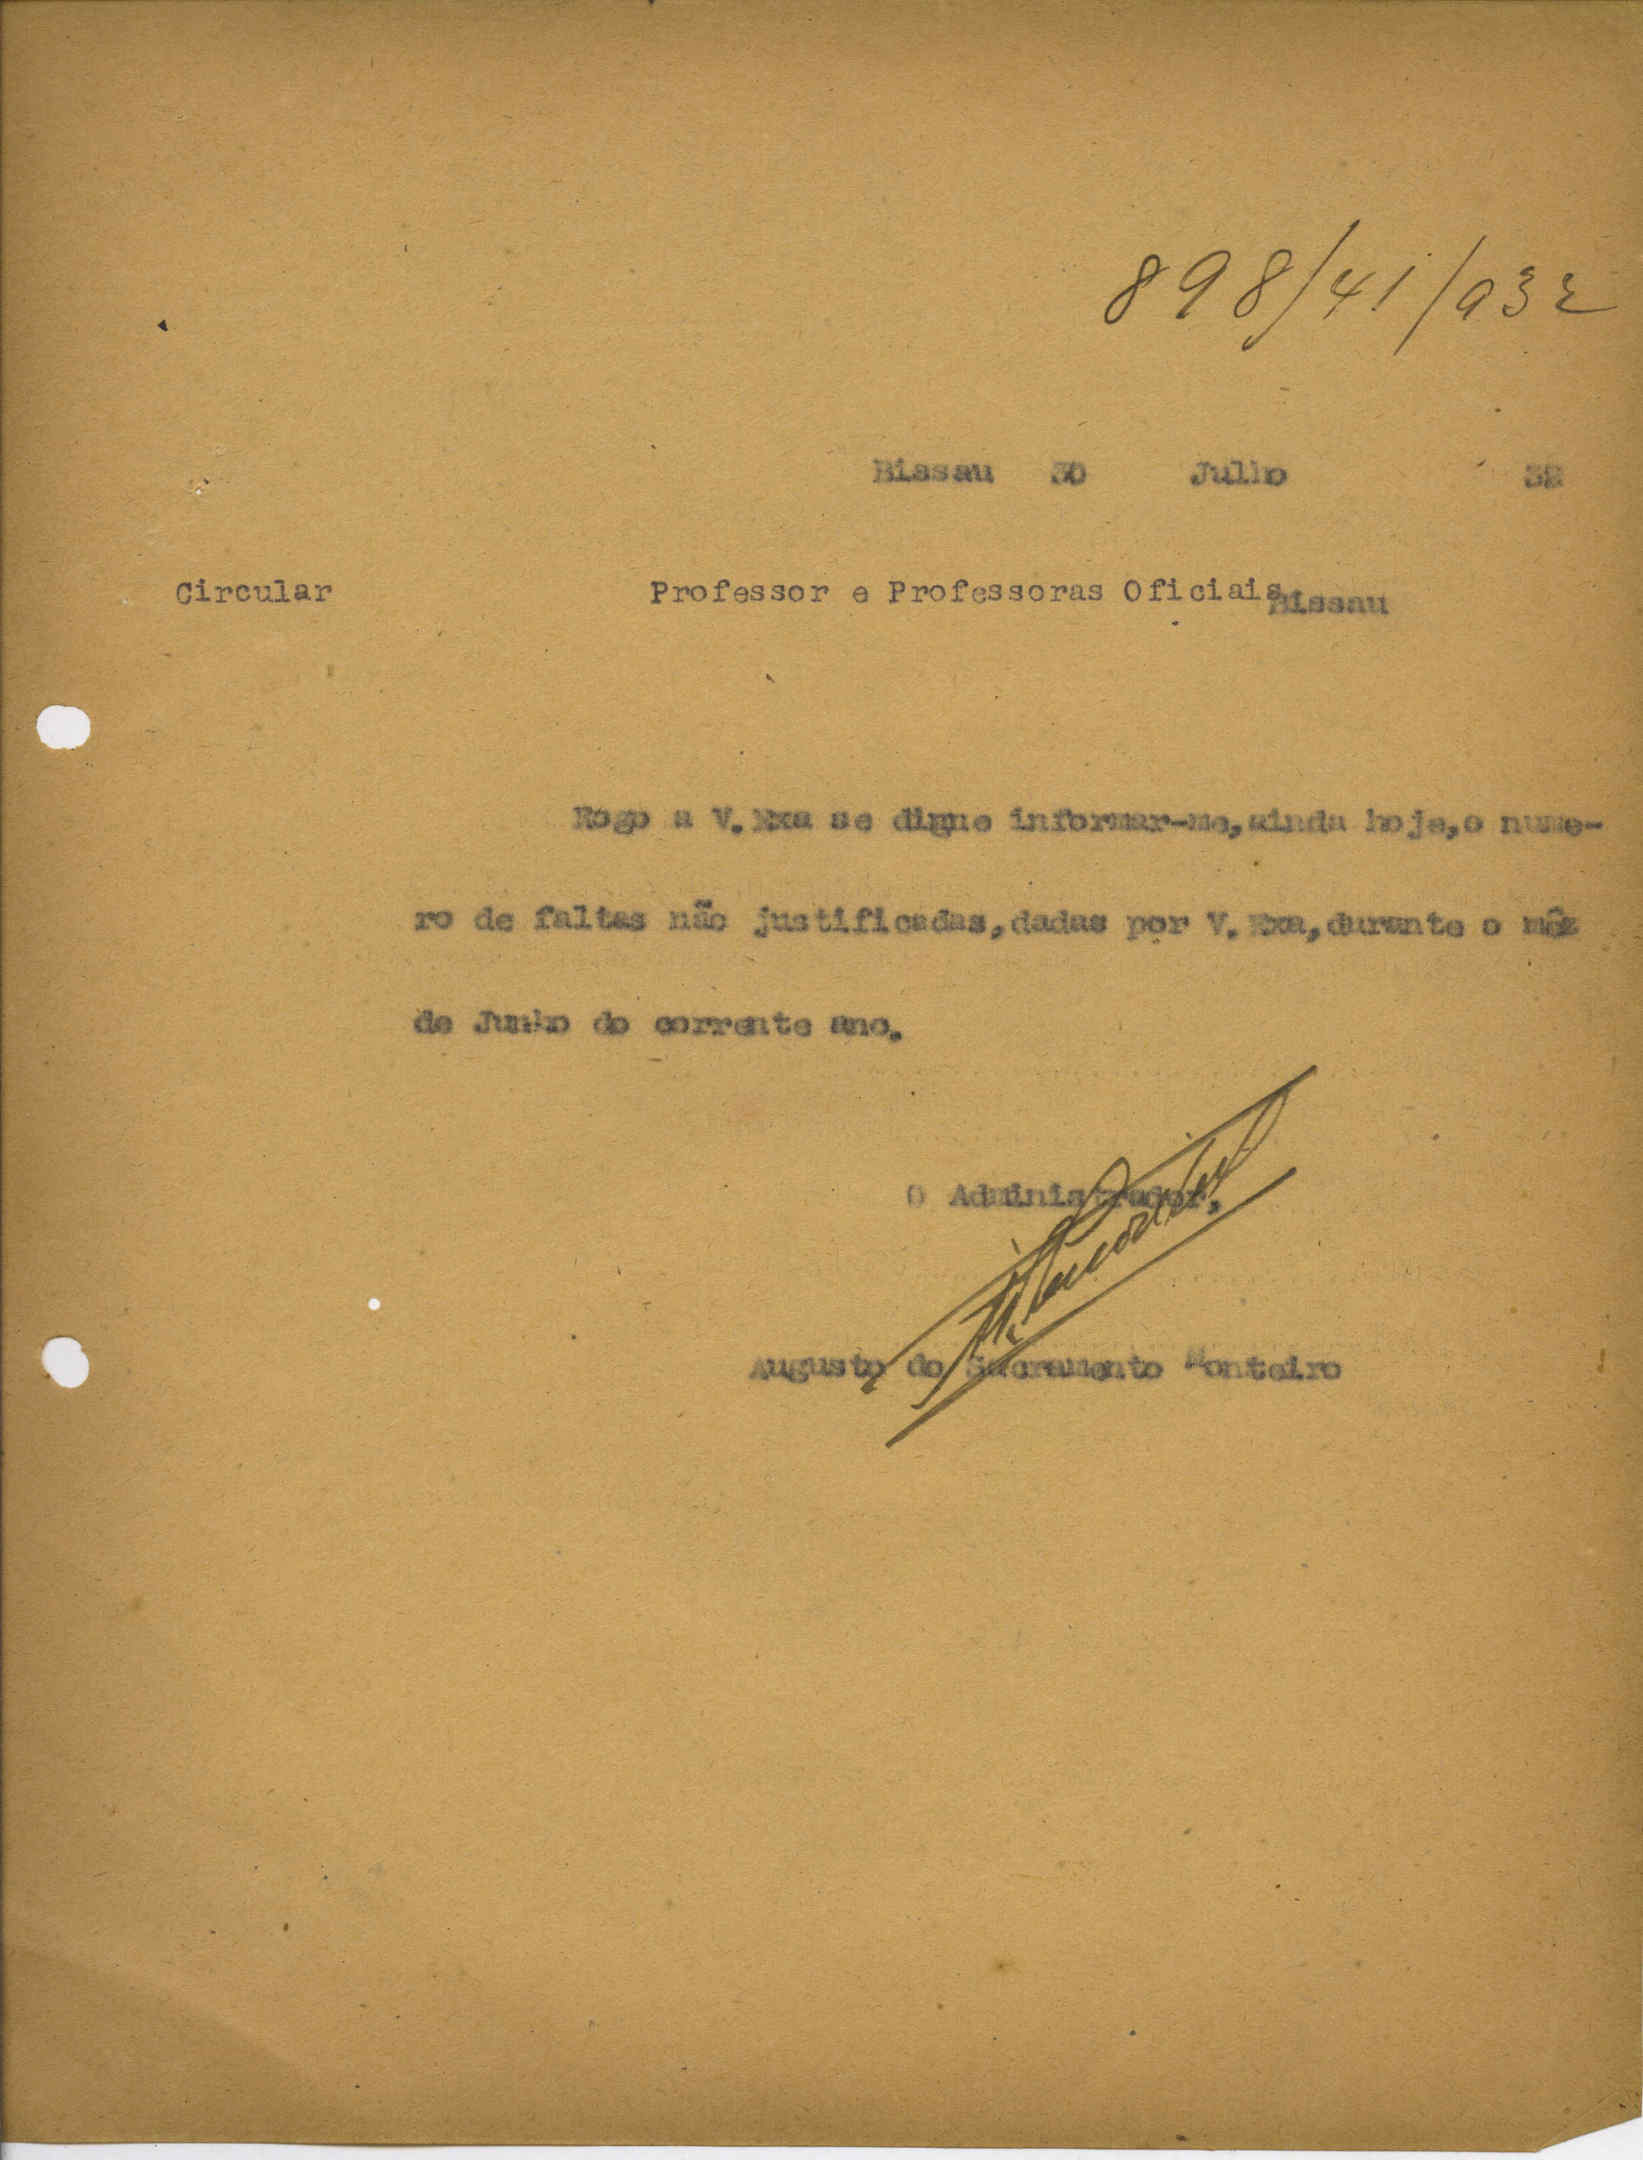 898/41/932
Bissau 30 Julho 32
Circular Professor e Professoras Oficiais Bissau
Rogo a V. Exa se digne informar-me, ainda hoje, o nume-
ro de faltas não justificadas, dadas por V. Exa, durante o mêz
de Junho do corrente ano.
O Administrador,
Augusto do Sacramento Monteiro